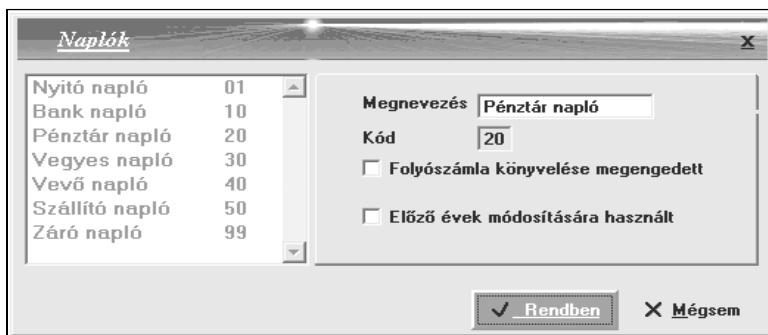 Naplók
x
Nyitó napló 01
Bank napló 10
Pénztár napló 20
Vegyes napló 30
Vevő napló 40
Szállító napló 50
Záró napló 99
Megnevezés Pénztár napló
Kód 20
Folyószámla könyvelése megengedett
Előző évek módosítására használt
Rendben Mégsem